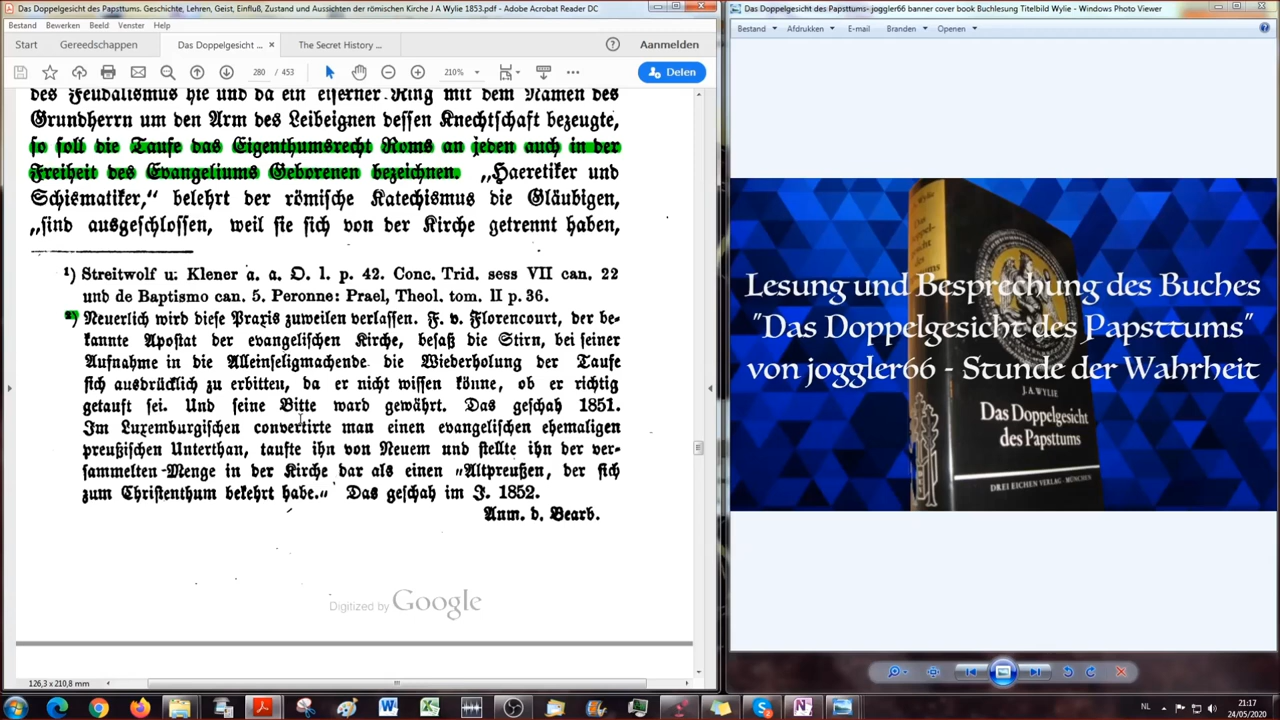 Das Doppelgesicht des Papsttums. Geschichte, Lehren, Geist, Einfluß, Zustand und Aussichten der römischen Kirche J A Wylie 1853.pdf - Adobe Acrobat Reader DC
Bestand Bewerken Beeld Venster Help
Start Gereedschappen Das Doppelgesicht ... × The Secret History ... Anmelden
280 / 453 210% Delen
des Feudalismus hie und da ein eiserner Ring mit dem Namen des
Grundherrn um den Arm des Leibeignen dessen Knechtschaft bezeugte,
so soll die Taufe das Eigenthumsrecht Roms an jeden auch in der
Freiheit des Evangeliums Geborenen bezeichnen. „Haeretiker und
Schismatiker,“ belehrt der römische Katechismus die Gläubigen,
„sind ausgeschlossen, weil sie sich von der Kirche getrennt haben,
¹) Streitwolf u. Klener a. a. O. l. p. 42. Conc. Trid. sess VII can. 22
und de Baptismo can. 5. Peronne: Prael, Theol. tom. II p. 36.
²) Neuerlich wird diese Praxis zuweilen verlassen. F. v. Florencourt, der be-
kannte Apostat der evangelischen Kirche, besaß die Stirn, bei seiner
Aufnahme in die Alleinseligmachende die Wiederholung der Taufe
sich ausdrücklich zu erbitten, da er nicht wissen könne, ob er richtig
getauft sei. Und seine Bitte ward gewährt. Das geschah 1851.
Im Luxemburgischen convertirte man einen evangelischen ehemaligen
preußischen Unterthan, taufte ihn von Neuem und stellte ihn der ver-
sammelten Menge in der Kirche dar als einen „Altpreußen, der sich
zum Christenthum bekehrt habe.“ Das geschah im J. 1852.
Anm. d. Bearb.
Digitized by Google
126,3 x 210,8 mm
Das Doppelgesicht des Papsttums- joggler66 banner cover book Buchlesung Titelbild Wylie - Windows Photo Viewer
Bestand Afdrukken E-mail Branden Openen
Lesung und Besprechung des Buches
"Das Doppelgesicht des Papsttums"
von joggler66 - Stunde der Wahrheit
J.A. WYLIE
Das Doppelgesicht
des Papsttums
DREI EICHEN VERLAG · MÜNCHEN
NL 21:17
24/05/2020